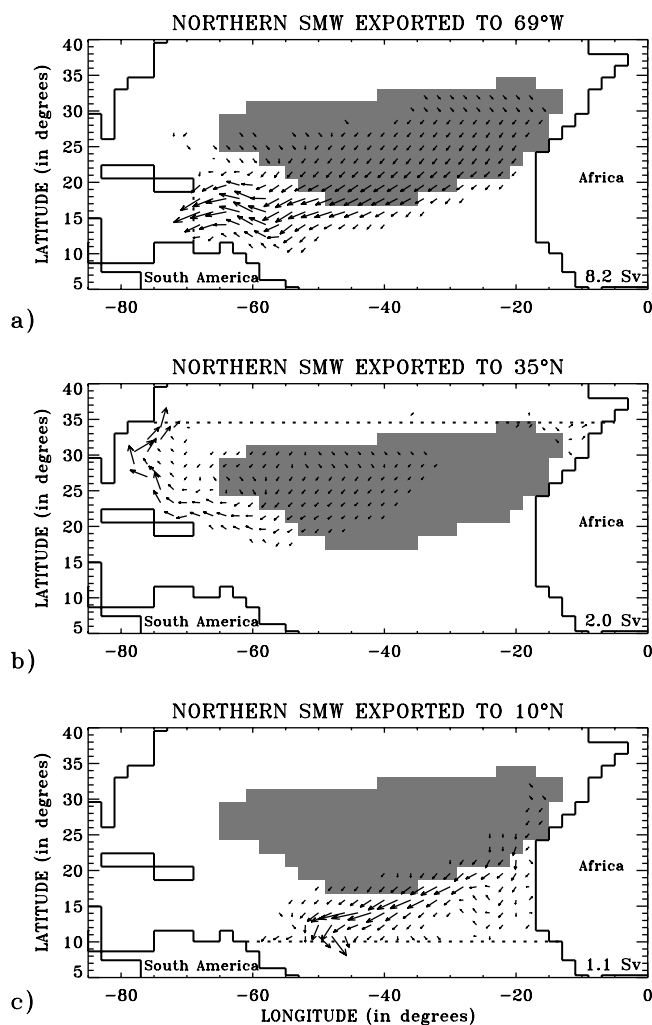 NORTHERN SMW EXPORTED TO 69°W
40
35
30
25
20
15
10
5
LATITUDE (in degrees)
Africa
South America
8.2 Sv
-80
-60
-40
-20
0
a)
NORTHERN SMW EXPORTED TO 35°N
40
35
30
25
20
15
10
5
LATITUDE (in degrees)
Africa
South America
2.0 Sv
-80
-60
-40
-20
0
b)
NORTHERN SMW EXPORTED TO 10°N
40
35
30
25
20
15
10
5
LATITUDE (in degrees)
Africa
South America
1.1 Sv
-80
-60
-40
-20
0
c)
LONGITUDE (in degrees)